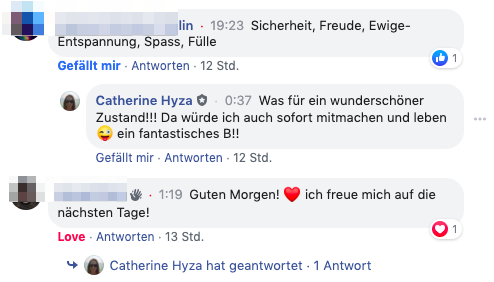 lin · 19:23 Sicherheit, Freude, Ewige-
Entspannung, Spass, Fülle
1
Gefällt mir · Antworten · 12 Std.
Catherine Hyza · 0:37 Was für ein wunderschöner
Zustand!!! Da würde ich auch sofort mitmachen und leben
😜 ein fantastisches B!!
Gefällt mir · Antworten · 12 Std.
👋 · 1:19 Guten Morgen! ❤️ ich freue mich auf die
nächsten Tage!
1
Love · Antworten · 13 Std.
Catherine Hyza hat geantwortet · 1 Antwort